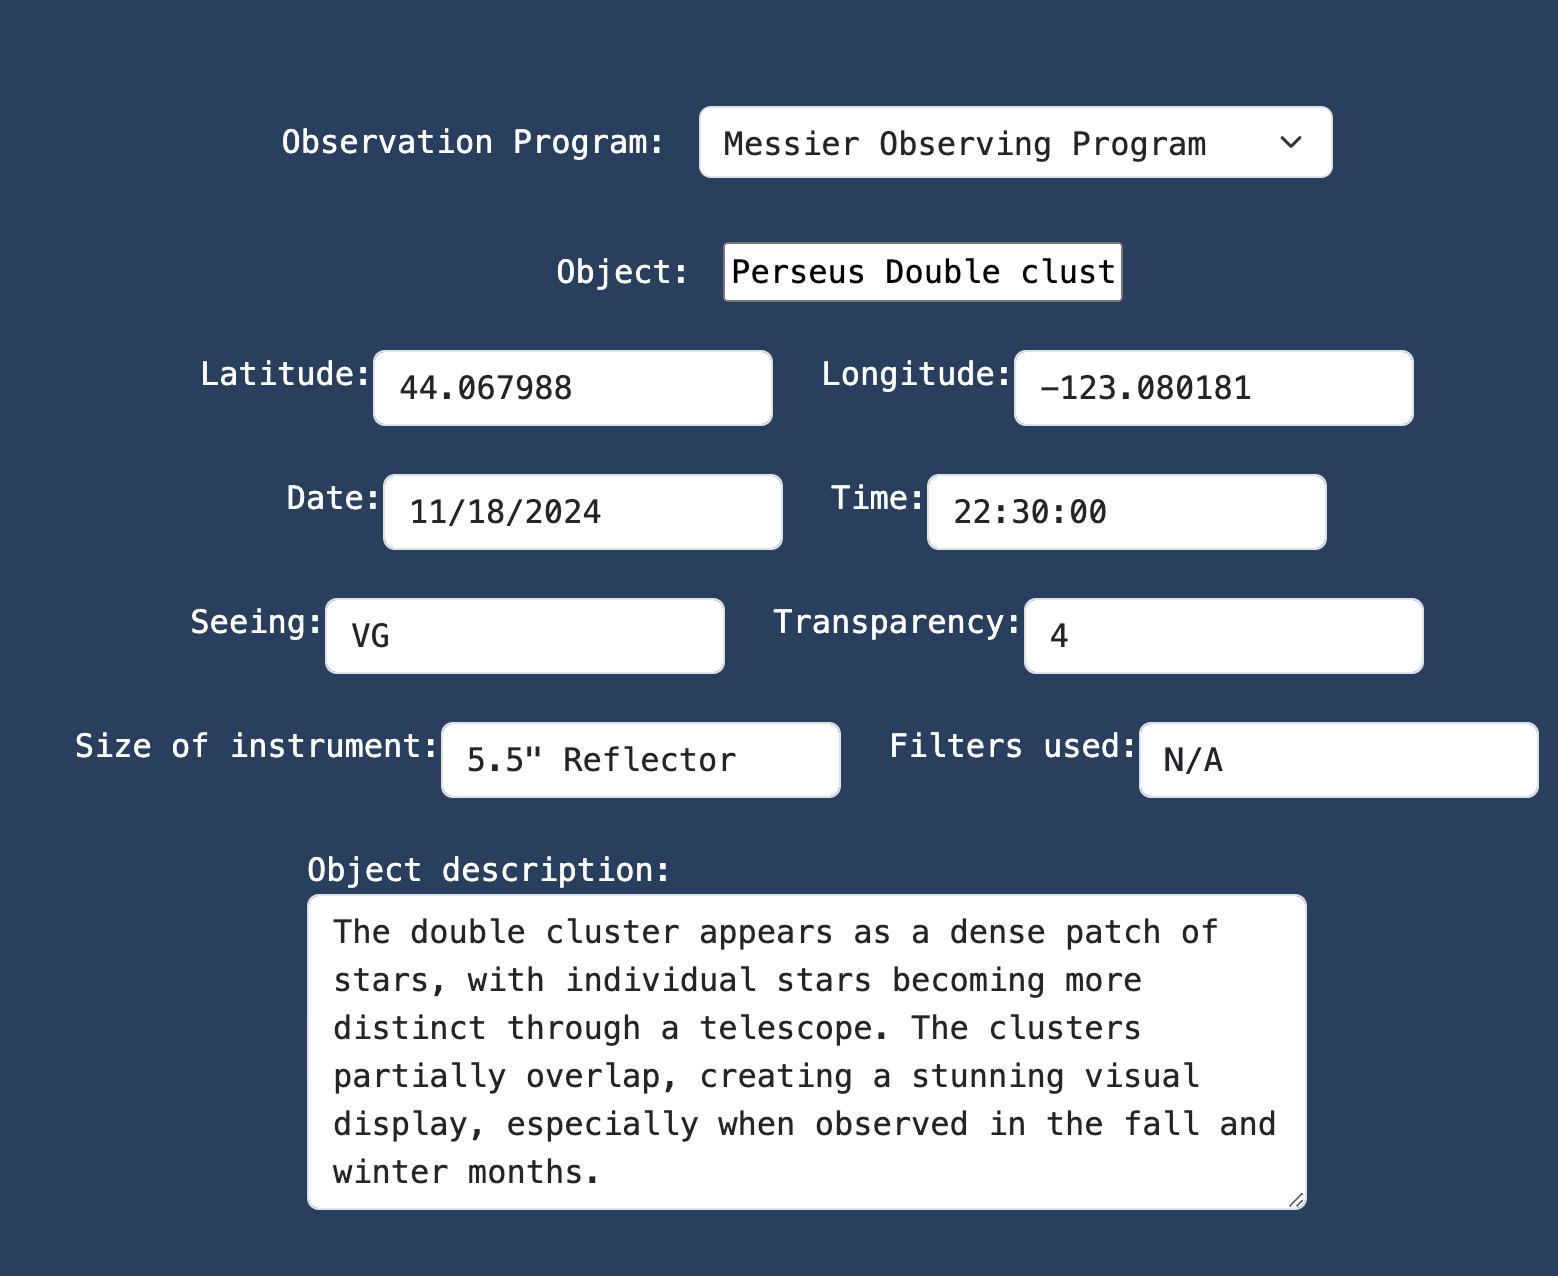 Observation Program: Messier Observing Program
Object: Perseus Double clust
Latitude: 44.067988 Longitude: −123.080181
Date: 11/18/2024 Time: 22:30:00
Seeing: VG Transparency: 4
Size of instrument: 5.5" Reflector Filters used: N/A
Object description:
The double cluster appears as a dense patch of
stars, with individual stars becoming more
distinct through a telescope. The clusters
partially overlap, creating a stunning visual
display, especially when observed in the fall and
winter months.